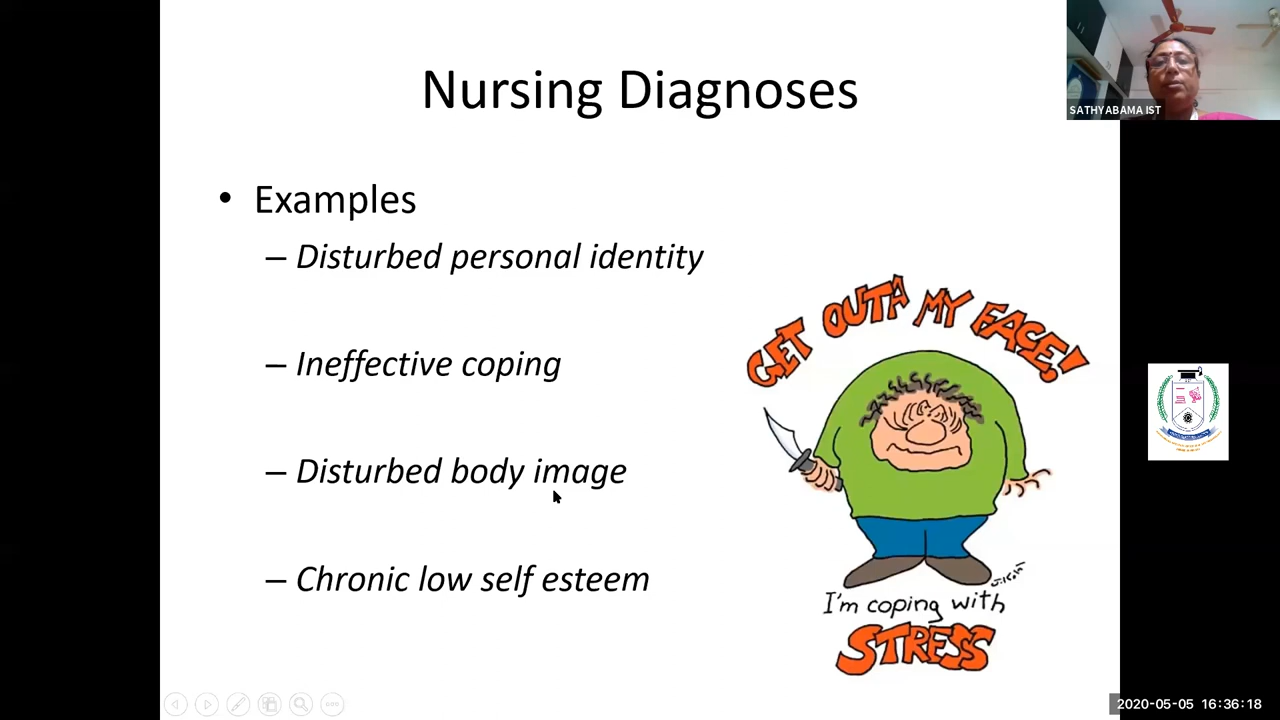 Nursing Diagnoses
SATHYABAMA IST
• Examples
– Disturbed personal identity
– Ineffective coping
– Disturbed body image
– Chronic low self esteem
GET OUTA MY FACE!
I'm coping with
STRESS
2020-05-05 16:36:18